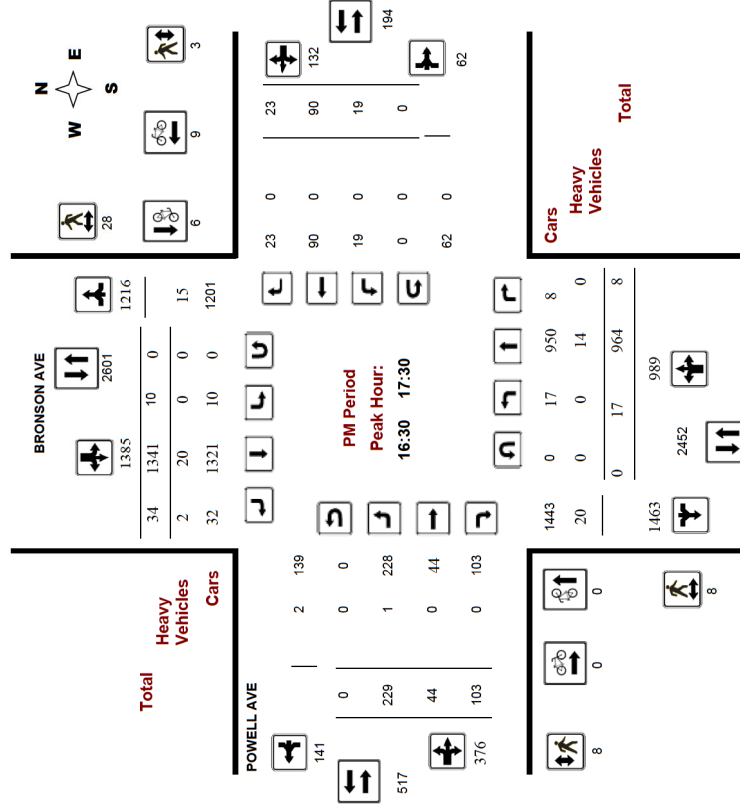 N
W E
S
3
9
28
6
BRONSON AVE
1385
2601
1216
34 1341 10 0
2 20 0 0 15
32 1321 10 0 1201
Total
Heavy
Vehicles
Cars
194
132
62
23 0 23
90 0 90
19 0 19
0 0 0
62 0
PM Period
Peak Hour:
16:30 17:30
POWELL AVE
141
517
376
2 139
0 0 0
229 1 228
44 0 44
103 0 103
Cars
Heavy
Vehicles
Total
1443 0 17 950 8
20 0 0 14 0
0 17 964 8
1463
2452
989
0
0
8
8